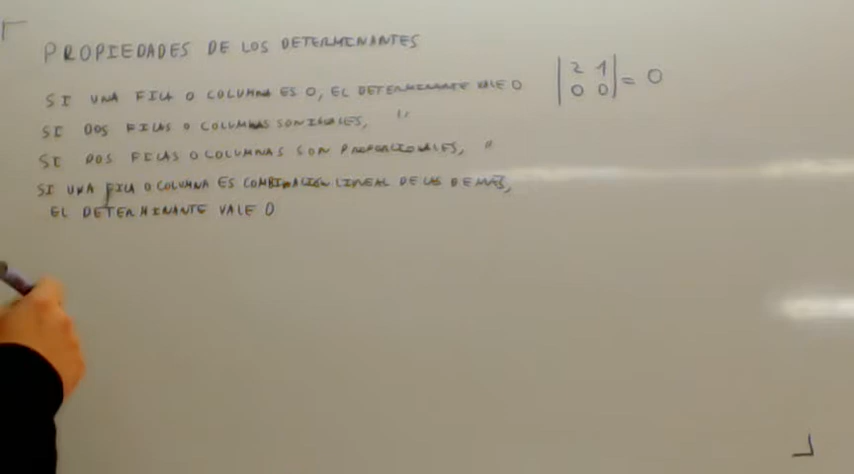 PROPIEDADES DE LOS DETERMINANTES
SI UNA FILA O COLUMNA ES 0, EL DETERMINANTE VALE 0
|2 1|
|0 0| = 0
SI DOS FILAS O COLUMNAS SON IGUALES, "
SI DOS FILAS O COLUMNAS SON PROPORCIONALES, "
SI UNA FILA O COLUMNA ES COMBINACION LINEAL DE LAS DEMAS,
EL DETERMINANTE VALE 0